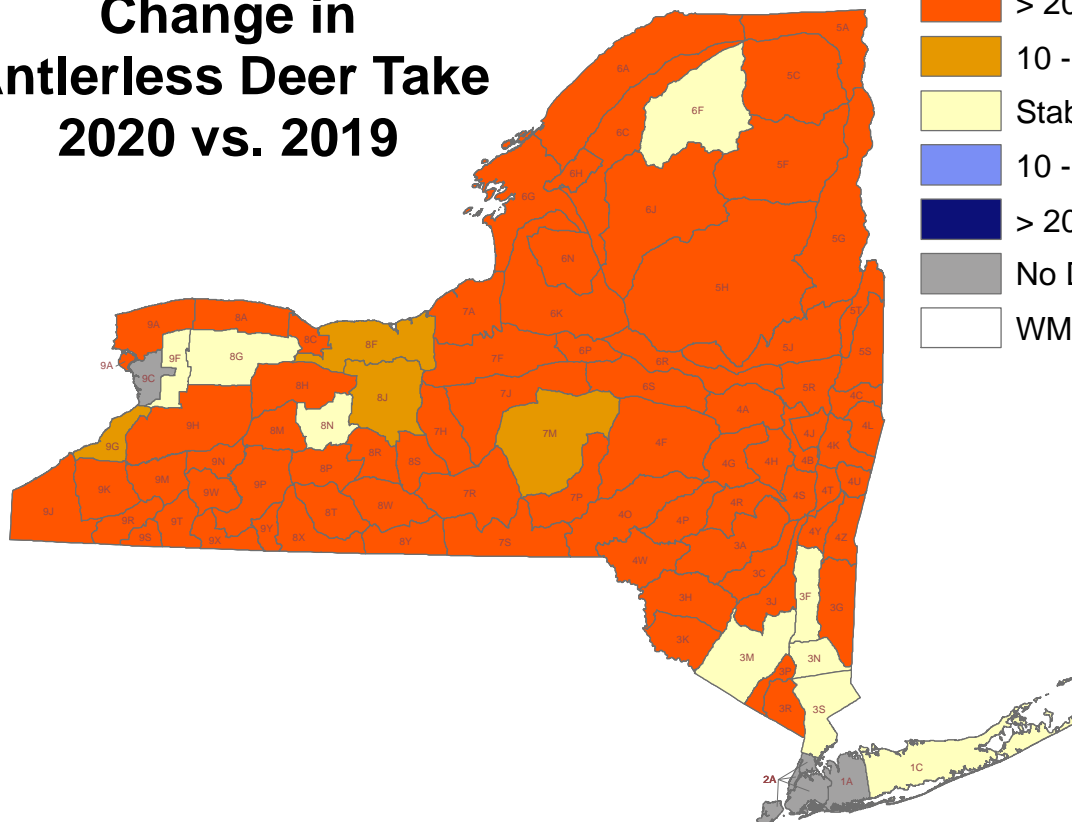 Change in
Antlerless Deer Take
2020 vs. 2019
> 20
10 -
Stab
10 -
> 20
No D
WM
5A
6A
5C
6F
6C
5F
6H
6G
6J
5G
6N
5H
7A
6K
5T
9A
8A
8C
8F
7F
6P
6R
5J
5S
9A
9F
8G
9C
8H
8J
7J
6S
5R
4C
4A
9G
9H
8M
8N
7H
7M
4F
4J
4K
4L
8R
9N
8S
4G
4H
4B
9K
9M
9W
9P
8P
7R
7P
4R
4S
4T
4U
9J
9R
9S
9T
9X
9Y
8X
8T
8W
8Y
7S
4O
4P
3A
4Y
4Z
4W
3C
3H
3J
3F
3G
3K
3M
3P
3N
3R
3S
2A
1A
1C